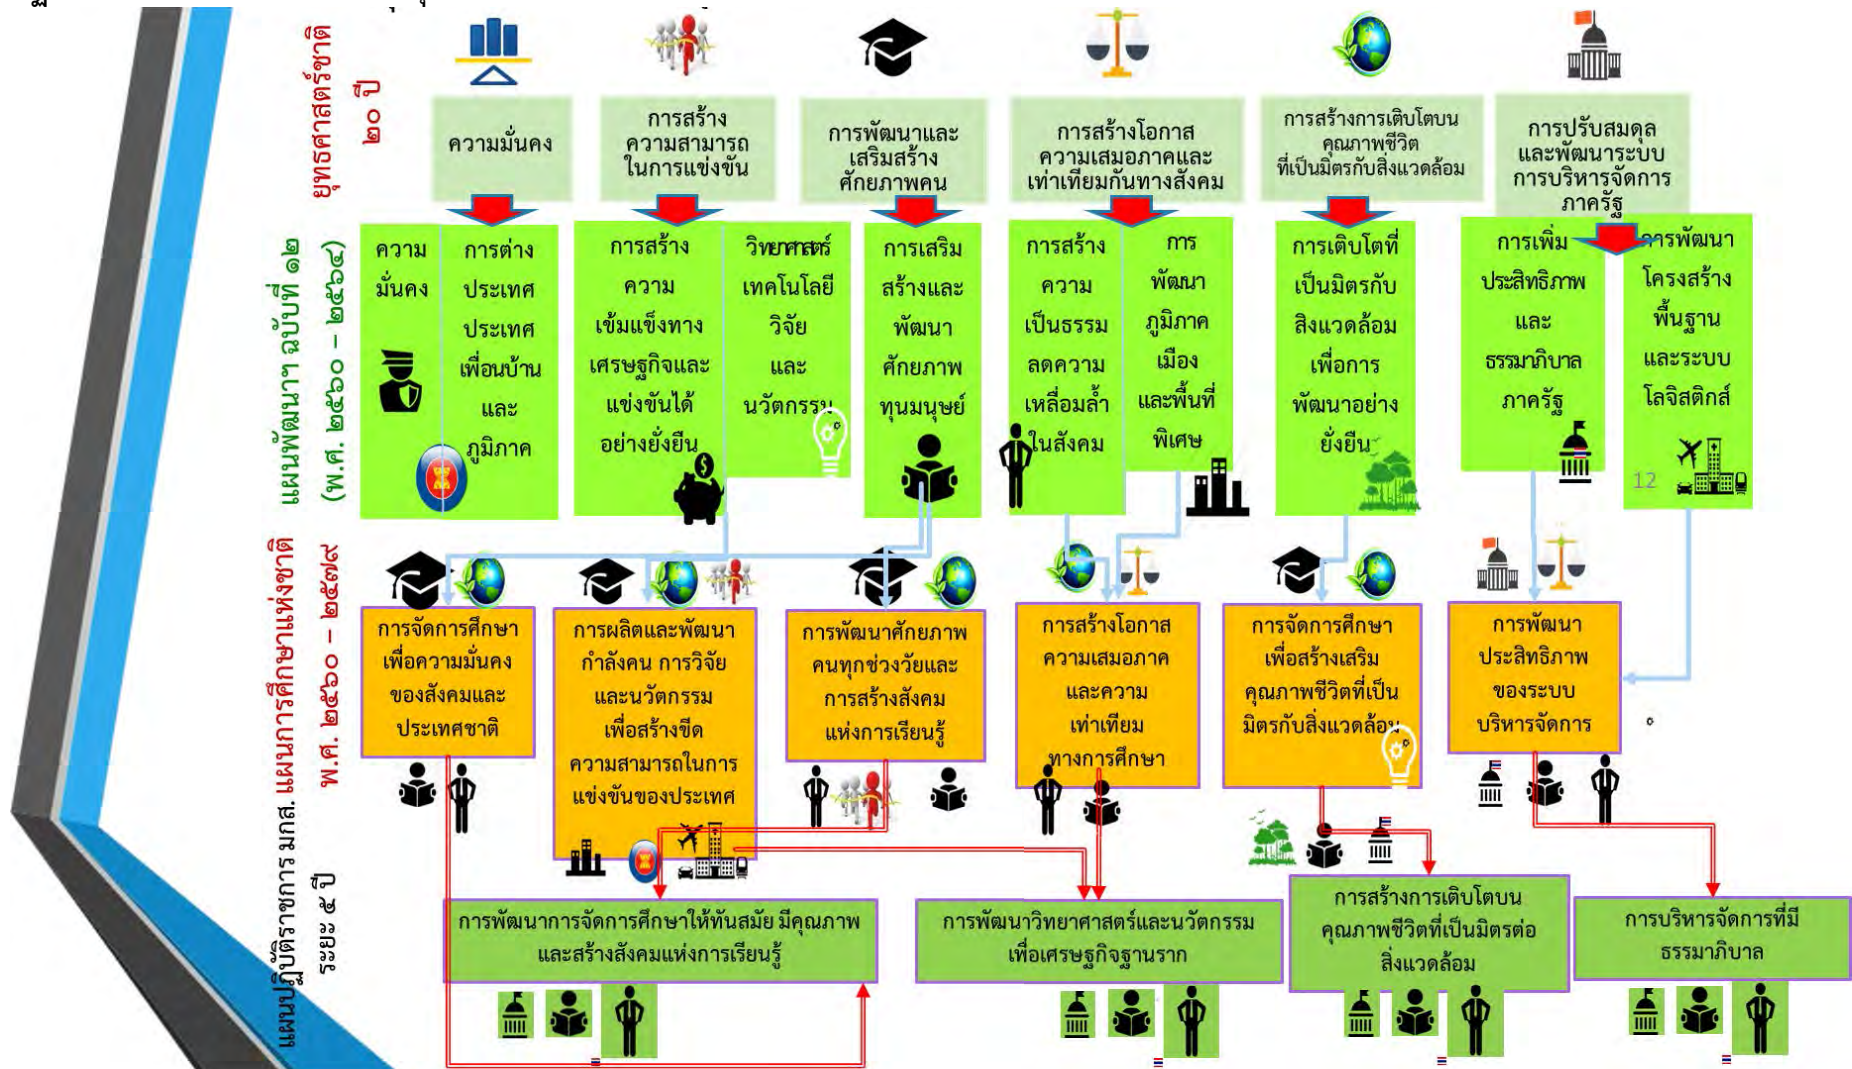 ยุทธศาสตร์ชาติ
๒๐ ปี
ความมั่นคง
การสร้าง
ความสามารถ
ในการแข่งขัน
การพัฒนาและ
เสริมสร้าง
ศักยภาพคน
การสร้างโอกาส
ความเสมอภาคและ
เท่าเทียมกันทางสังคม
การสร้างการเติบโตบน
คุณภาพชีวิต
ที่เป็นมิตรกับสิ่งแวดล้อม
การปรับสมดุล
และพัฒนาระบบ
การบริหารจัดการ
ภาครัฐ
แผนพัฒนาฯ ฉบับที่ ๑๒
(พ.ศ. ๒๕๖๐ - ๒๕๖๔)
ความ
มั่นคง
การต่าง
ประเทศ
ประเทศ
เพื่อนบ้าน
และ
ภูมิภาค
การสร้าง
ความ
เข้มแข็งทาง
เศรษฐกิจและ
แข่งขันได้
อย่างยั่งยืน
วิทยาศาสตร์
เทคโนโลยี
วิจัย
และ
นวัตกรรม
การเสริม
สร้างและ
พัฒนา
ศักยภาพ
ทุนมนุษย์
การสร้าง
ความ
เป็นธรรม
ลดความ
เหลื่อมล้ำ
ในสังคม
การ
พัฒนา
ภูมิภาค
เมือง
และพื้นที่
พิเศษ
การเติบโตที่
เป็นมิตรกับ
สิ่งแวดล้อม
เพื่อการ
พัฒนาอย่าง
ยั่งยืน
การเพิ่ม
ประสิทธิภาพ
และ
ธรรมาภิบาล
ภาครัฐ
การพัฒนา
โครงสร้าง
พื้นฐาน
และระบบ
โลจิสติกส์
12
แผนการศึกษาแห่งชาติ
พ.ศ. ๒๕๖๐ - ๒๕๗๙
การจัดการศึกษา
เพื่อความมั่นคง
ของสังคมและ
ประเทศชาติ
การผลิตและพัฒนา
กำลังคน การวิจัย
และนวัตกรรม
เพื่อสร้างขีด
ความสามารถในการ
แข่งขันของประเทศ
การพัฒนาศักยภาพ
คนทุกช่วงวัยและ
การสร้างสังคม
แห่งการเรียนรู้
การสร้างโอกาส
ความเสมอภาค
และความ
เท่าเทียม
ทางการศึกษา
การจัดการศึกษา
เพื่อสร้างเสริม
คุณภาพชีวิตที่เป็น
มิตรกับสิ่งแวดล้อม
การพัฒนา
ประสิทธิภาพ
ของระบบ
บริหารจัดการ
แผนปฏิบัติราชการ มกส.
ระยะ ๕ ปี
การพัฒนาการจัดการศึกษาให้ทันสมัย มีคุณภาพ
และสร้างสังคมแห่งการเรียนรู้
การพัฒนาวิทยาศาสตร์และนวัตกรรม
เพื่อเศรษฐกิจฐานราก
การสร้างการเติบโตบน
คุณภาพชีวิตที่เป็นมิตรต่อ
สิ่งแวดล้อม
การบริหารจัดการที่มี
ธรรมาภิบาล